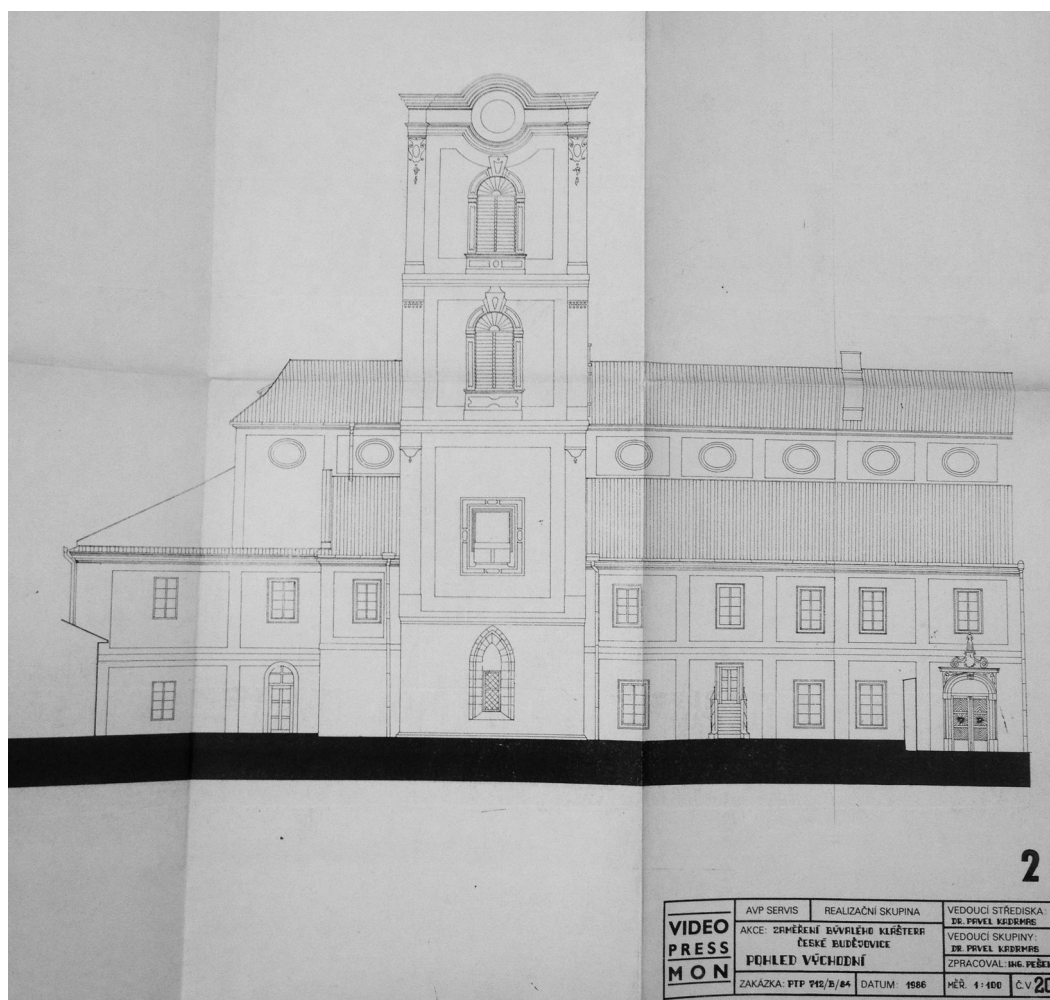 2
VIDEO
PRESS
MON
AVP SERVIS
REALIZAČNÍ SKUPINA
AKCE: ZAMĚŘENÍ BÝVALÉHO KLÁŠTERA
ČESKÉ BUDĚJOVICE
POHLED VÝCHODNÍ
ZAKÁZKA: PTP 712/B/84
DATUM: 1986
VEDOUCÍ STŘEDISKA:
DR. PAVEL KADRMAS
VEDOUCÍ SKUPINY:
DR. PAVEL KADRMAS
ZPRACOVAL: ING. PEŠEK
MĚŘ. 1:100
Č.V. 20